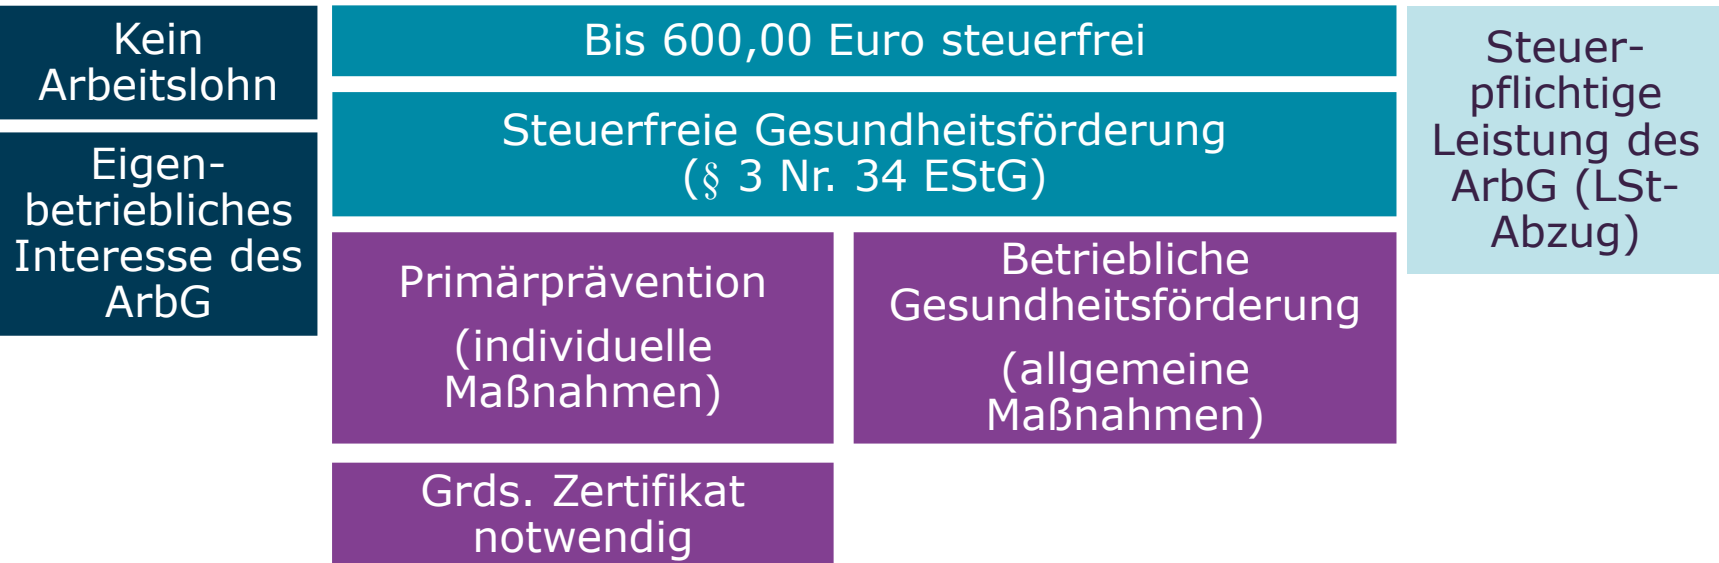 Kein
Arbeitslohn
Eigen-
betriebliches
Interesse des
ArbG
Bis 600,00 Euro steuerfrei
Steuerfreie Gesundheitsförderung
(§ 3 Nr. 34 EStG)
Primärprävention
(individuelle
Maßnahmen)
Grds. Zertifikat
notwendig
Betriebliche
Gesundheitsförderung
(allgemeine
Maßnahmen)
Steuer-
pflichtige
Leistung des
ArbG (LSt-
Abzug)